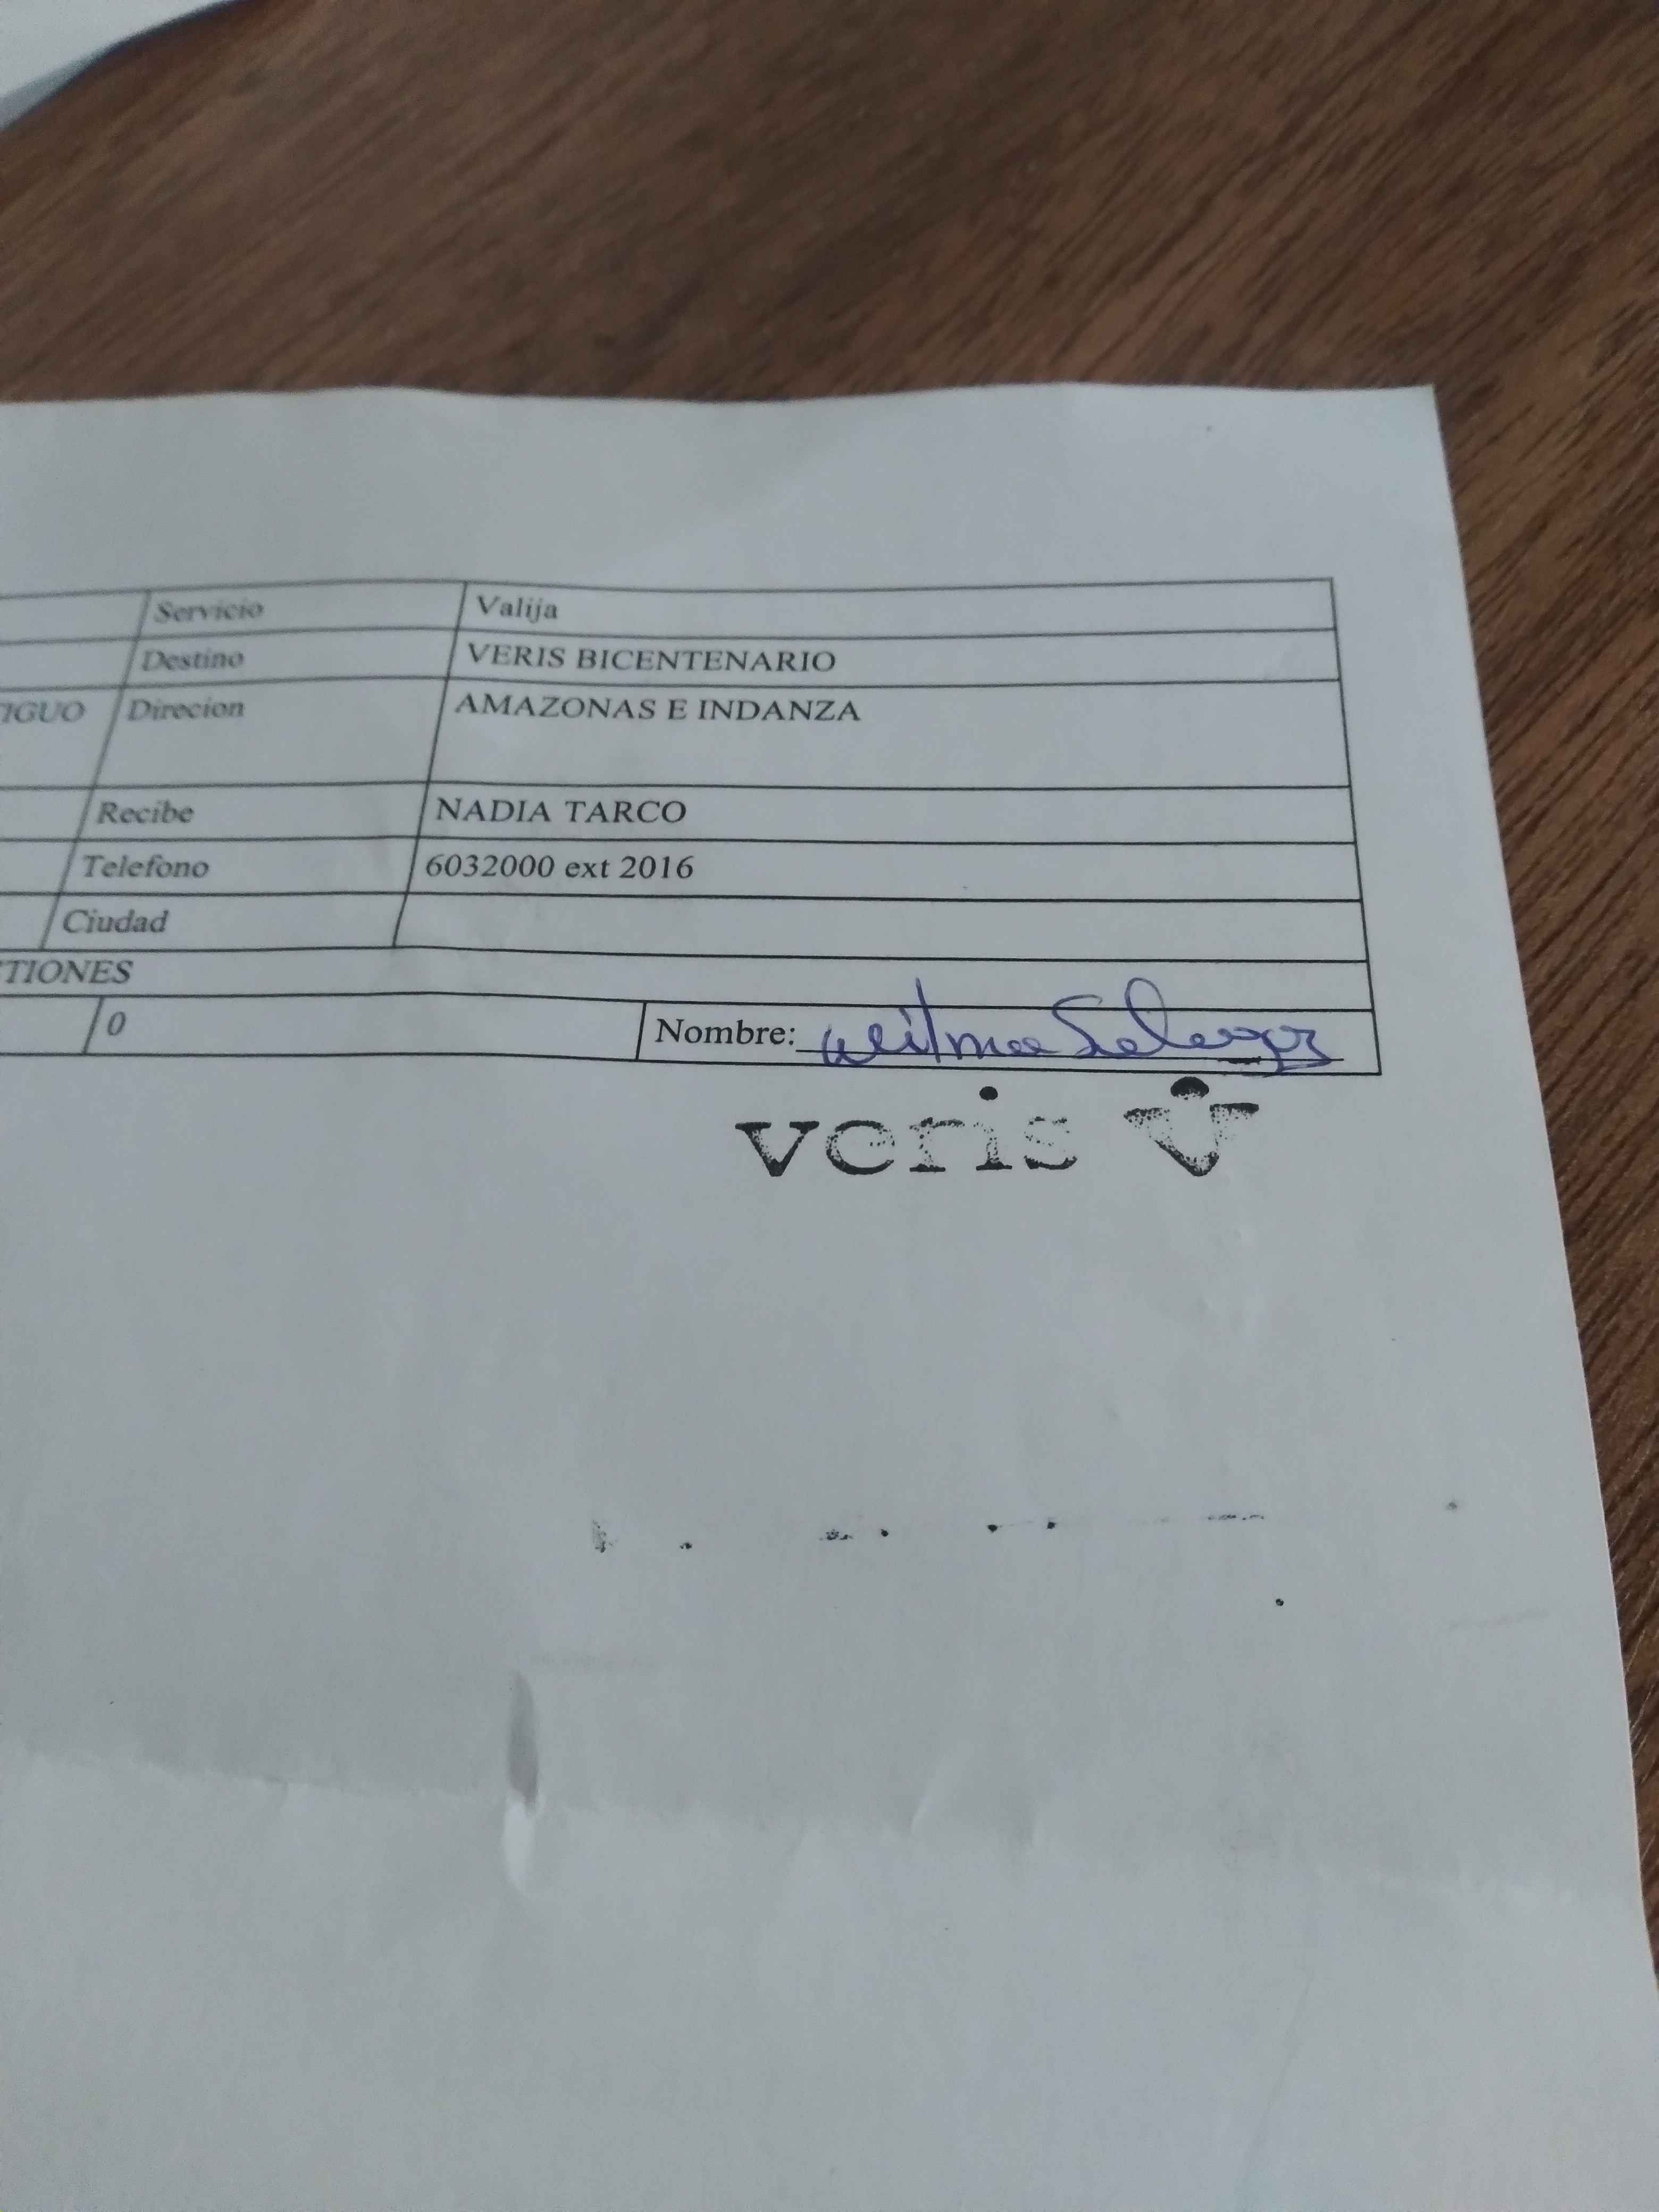 Servicio Valija
Destino VERIS BICENTENARIO
TIGUO Direcion AMAZONAS E INDANZA
Recibe NADIA TARCO
Telefono 6032000 ext 2016
Ciudad
TIONES
0 Nombre:
veris